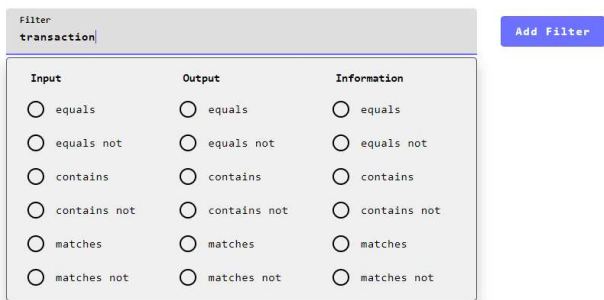 Filter
transaction
Add Filter
Input Output Information
equals equals equals
equals not equals not equals not
contains contains contains
contains not contains not contains not
matches matches matches
matches not matches not matches not